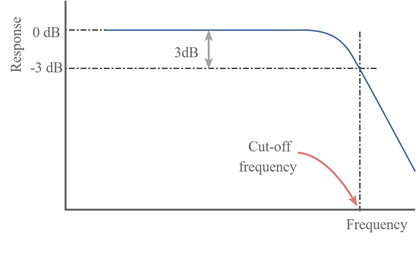 Response
0 dB
3dB
-3 dB
Cut-off
frequency
Frequency